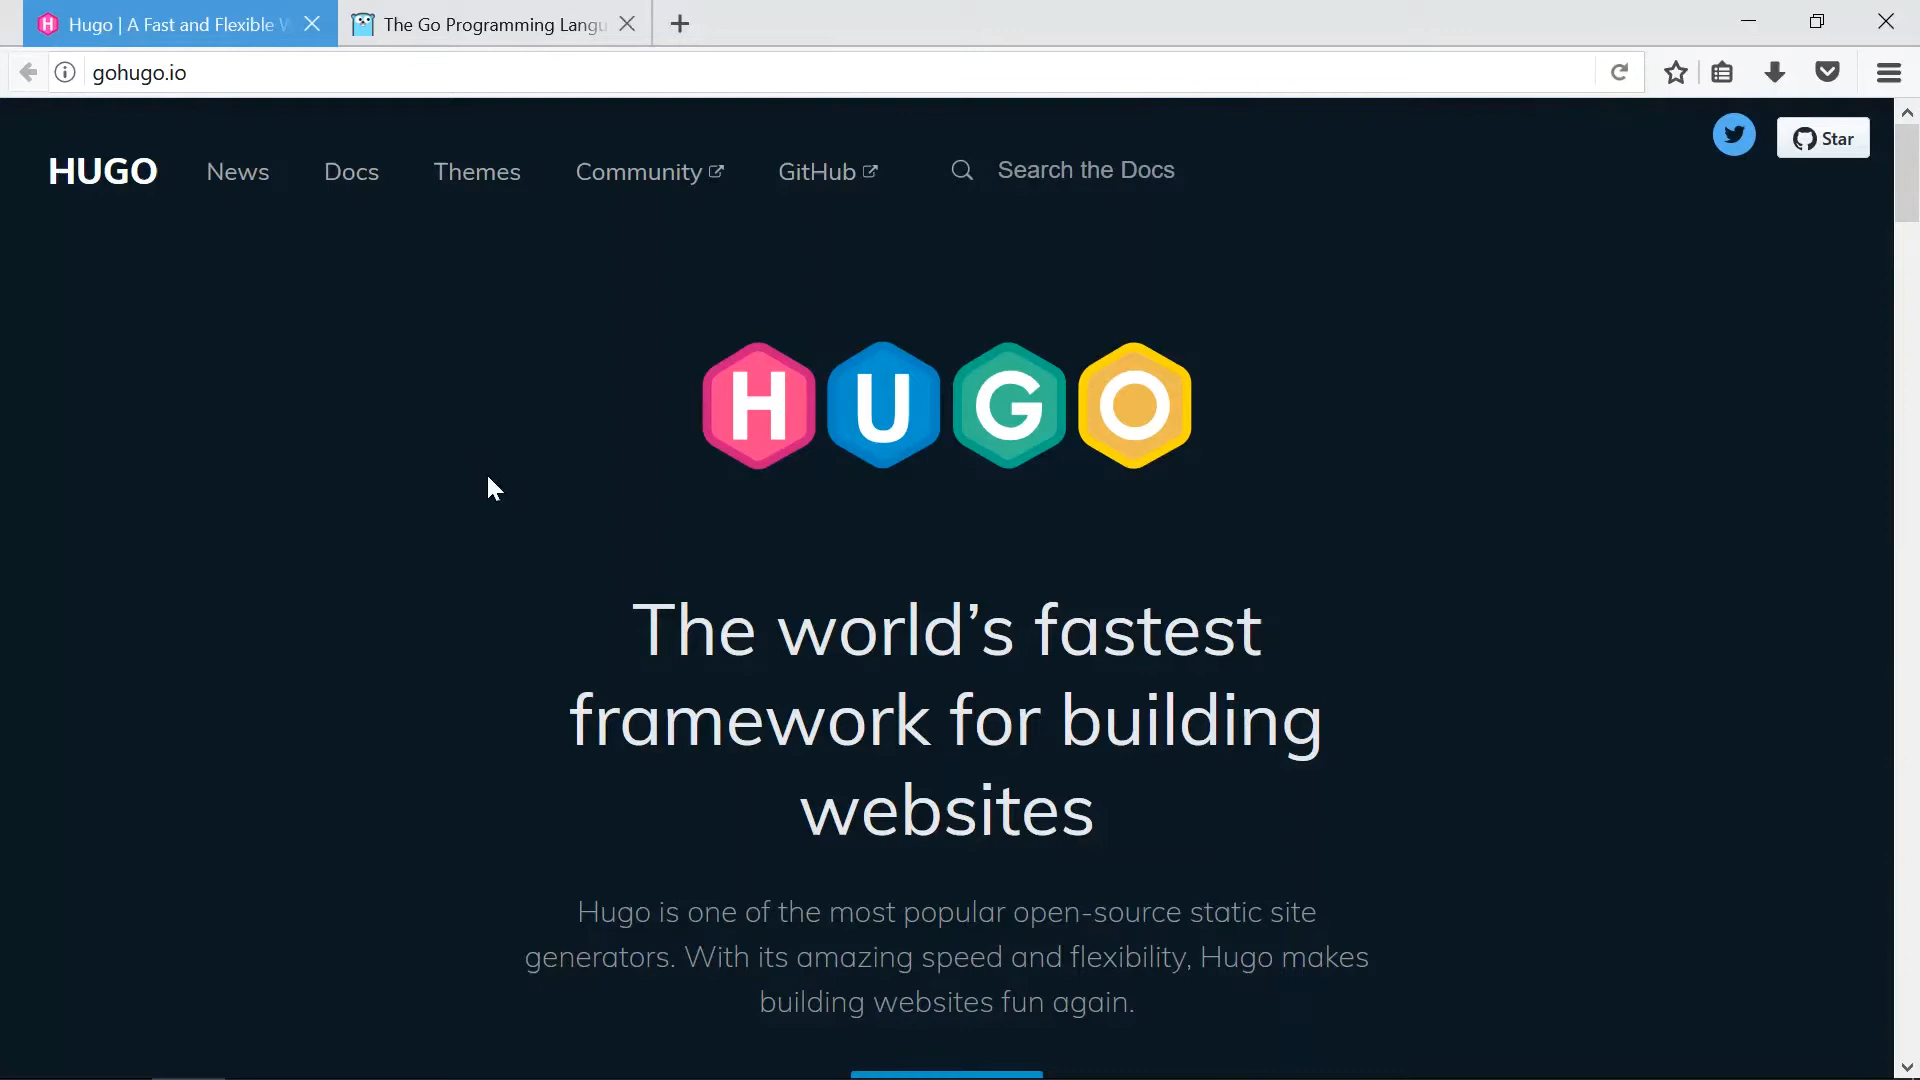 Hugo | A Fast and Flexible W
The Go Programming Langu
gohugo.io
Star
HUGO News Docs Themes Community GitHub Search the Docs
HUGO
The world’s fastest
framework for building
websites
Hugo is one of the most popular open-source static site
generators. With its amazing speed and flexibility, Hugo makes
building websites fun again.